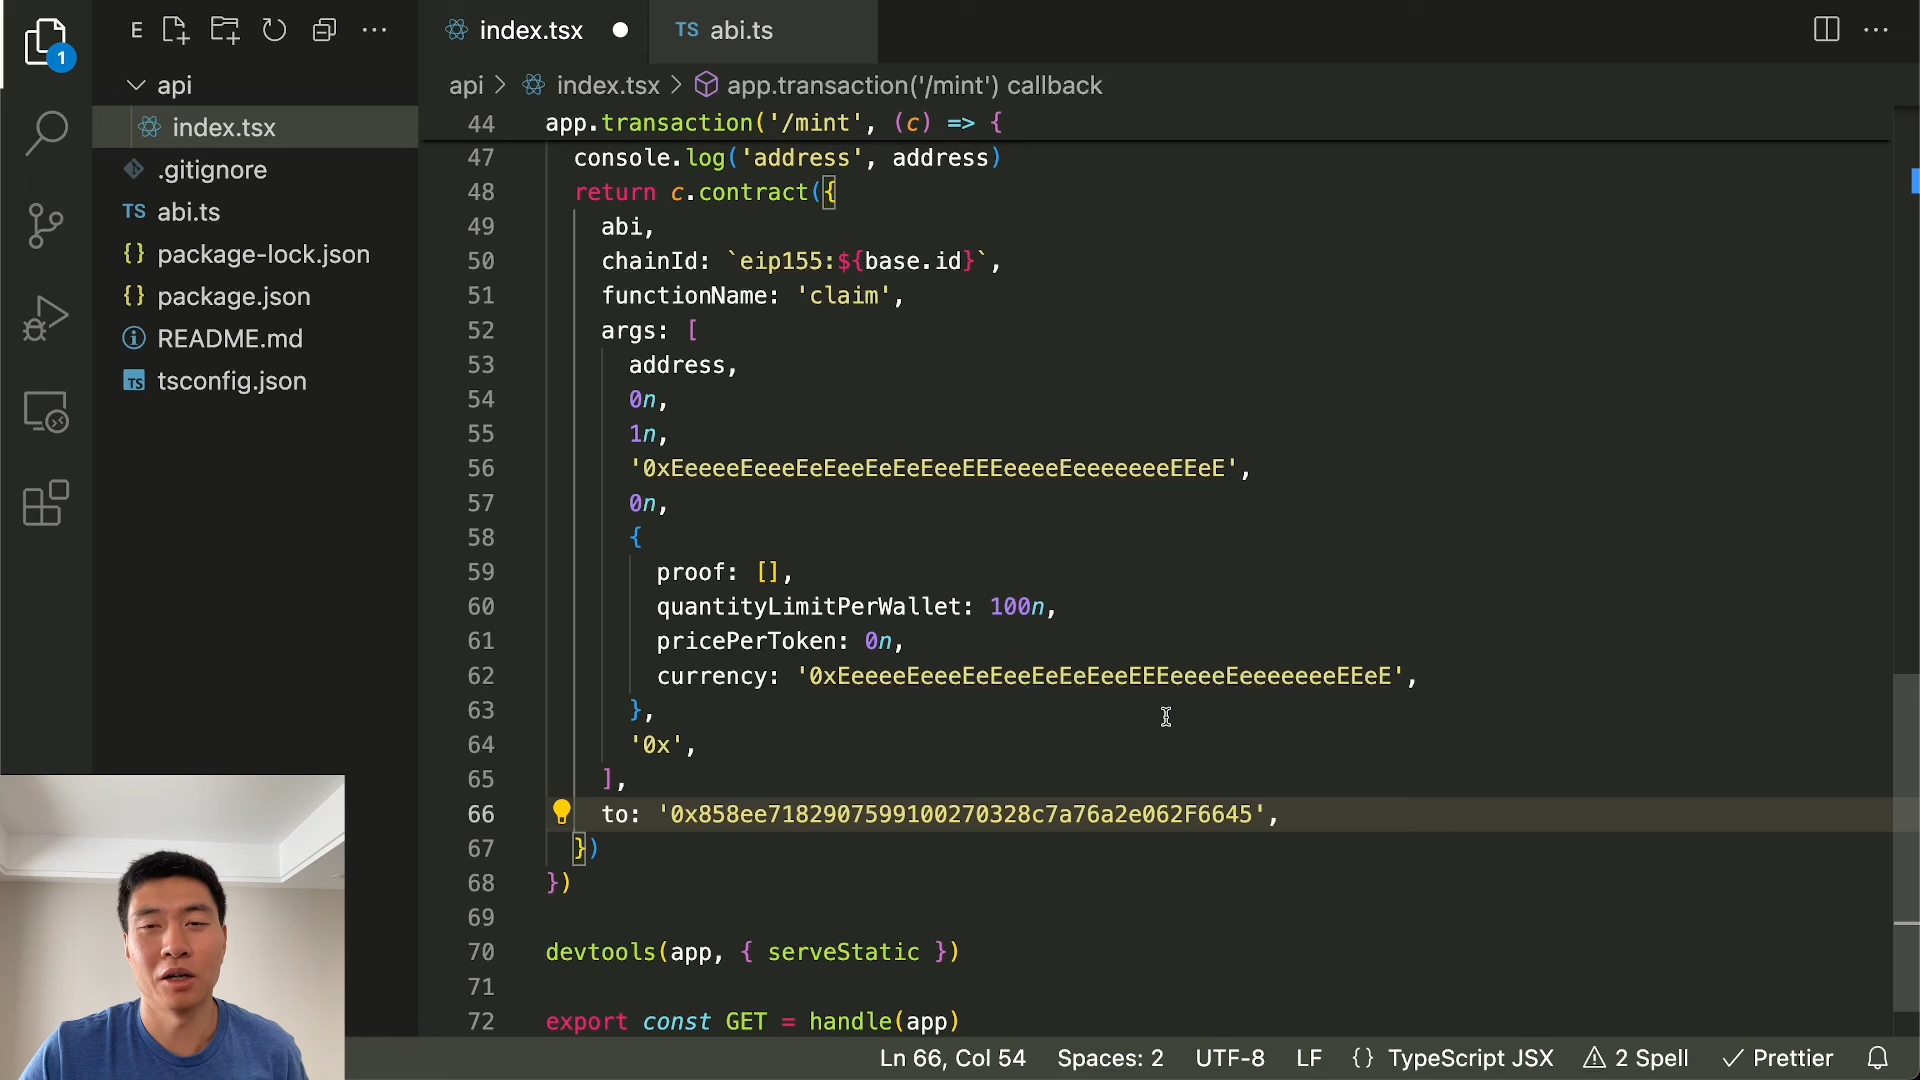 1
E
index.tsx
TS abi.ts
api
index.tsx
.gitignore
TS abi.ts
{} package-lock.json
{} package.json
README.md
TS tsconfig.json
api > index.tsx > app.transaction('/mint') callback
44 app.transaction('/mint', (c) => {
47 console.log('address', address)
48 return c.contract({
49 abi,
50 chainId: `eip155:${base.id}`,
51 functionName: 'claim',
52 args: [
53 address,
54 0n,
55 1n,
56 '0xEeeeeEeeeEeEeeEeEeEeeEEEeeeeEeeeeeeeEEeE',
57 0n,
58 {
59 proof: [],
60 quantityLimitPerWallet: 100n,
61 pricePerToken: 0n,
62 currency: '0xEeeeeEeeeEeEeeEeEeEeeEEEeeeeEeeeeeeeEEeE',
63 },
64 '0x',
65 ],
66 to: '0x858ee7182907599100270328c7a76a2e062F6645',
67 })
68 })
69
70 devtools(app, { serveStatic })
71
72 export const GET = handle(app)
Ln 66, Col 54 Spaces: 2 UTF-8 LF {} TypeScript JSX 2 Spell Prettier